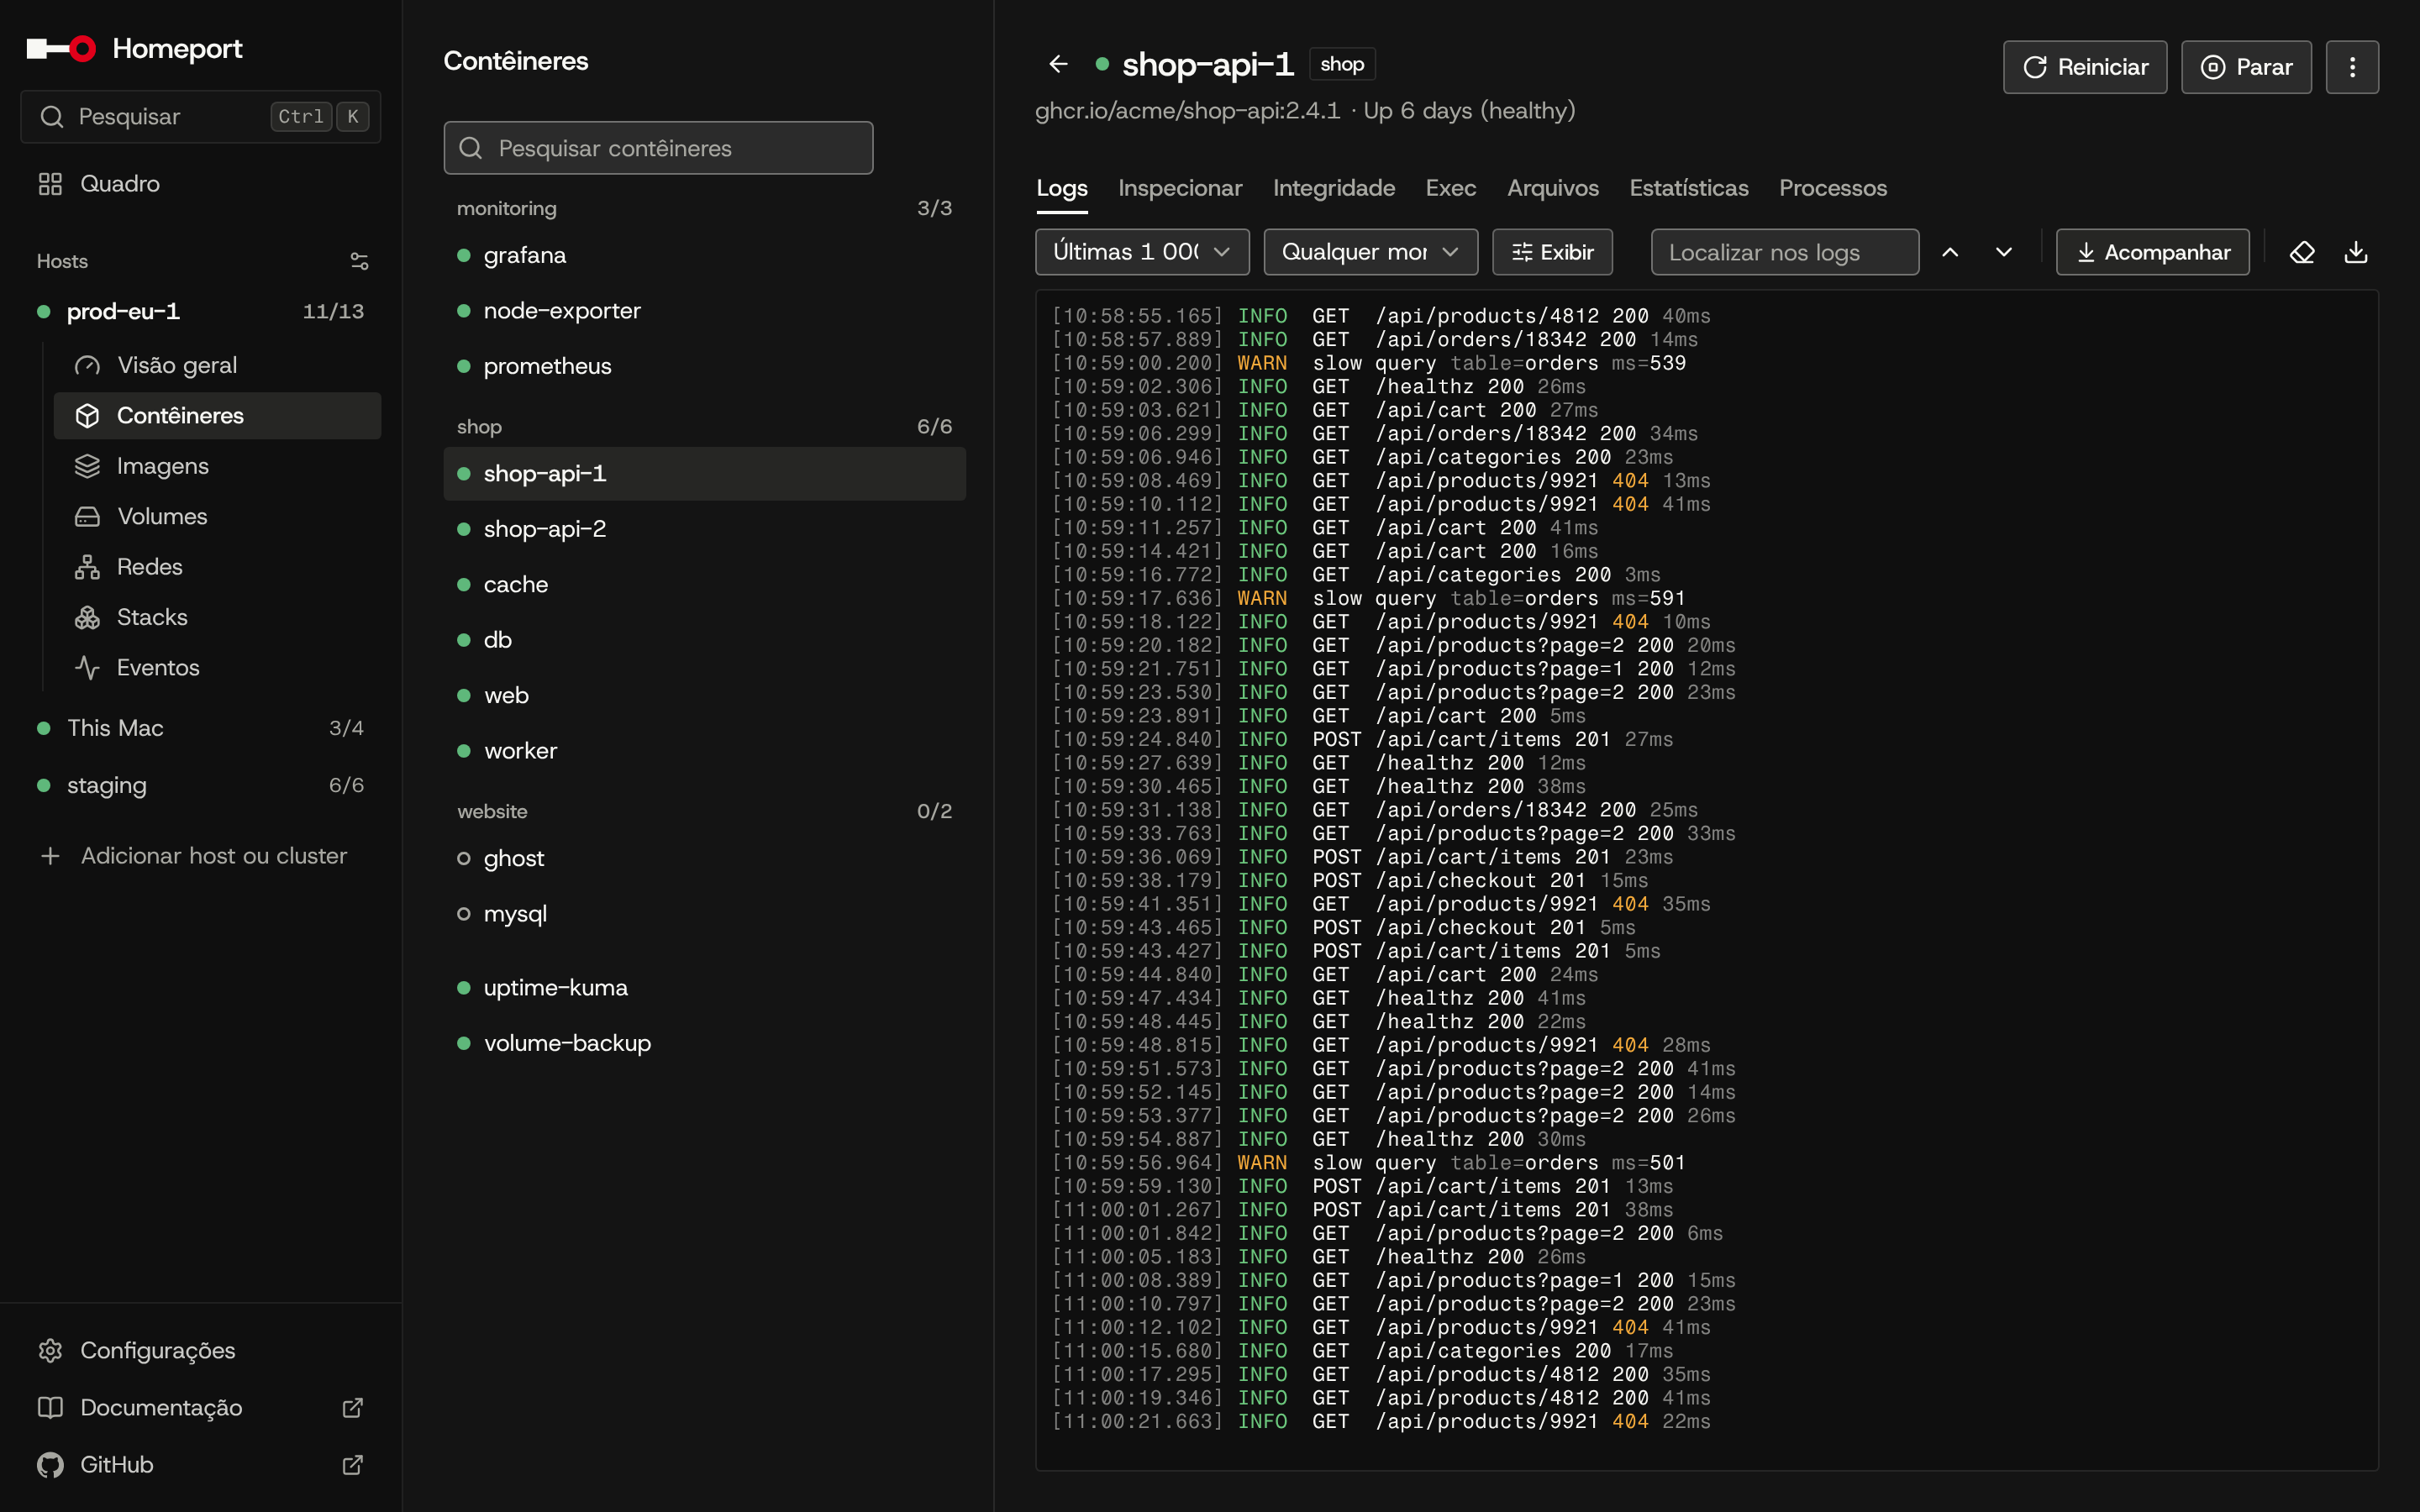 Homeport
Pesquisar Ctrl K
Quadro
Hosts
prod-eu-1 11/13
Visão geral
Contêineres
Imagens
Volumes
Redes
Stacks
Eventos
This Mac 3/4
staging 6/6
Adicionar host ou cluster
Configurações
Documentação
GitHub
Contêineres
Pesquisar contêineres
monitoring 3/3
grafana
node-exporter
prometheus
shop 6/6
shop-api-1
shop-api-2
cache
db
web
worker
website 0/2
ghost
mysql
uptime-kuma
volume-backup
shop-api-1 shop
Reiniciar Parar
ghcr.io/acme/shop-api:2.4.1 · Up 6 days (healthy)
Logs Inspecionar Integridade Exec Arquivos Estatísticas Processos
Últimas 1 00 Qualquer mo Exibir Localizar nos logs Acompanhar
[10:58:55.165] INFO GET /api/products/4812 200 40ms
[10:58:57.889] INFO GET /api/orders/18342 200 14ms
[10:59:00.200] WARN slow query table=orders ms=539
[10:59:02.306] INFO GET /healthz 200 26ms
[10:59:03.621] INFO GET /api/cart 200 27ms
[10:59:06.299] INFO GET /api/orders/18342 200 34ms
[10:59:06.946] INFO GET /api/categories 200 23ms
[10:59:08.469] INFO GET /api/products/9921 404 13ms
[10:59:10.112] INFO GET /api/products/9921 404 41ms
[10:59:11.257] INFO GET /api/cart 200 41ms
[10:59:14.421] INFO GET /api/cart 200 16ms
[10:59:16.772] INFO GET /api/categories 200 3ms
[10:59:17.636] WARN slow query table=orders ms=591
[10:59:18.122] INFO GET /api/products/9921 404 10ms
[10:59:20.182] INFO GET /api/products?page=2 200 20ms
[10:59:21.751] INFO GET /api/products?page=1 200 12ms
[10:59:23.530] INFO GET /api/products?page=2 200 23ms
[10:59:23.891] INFO GET /api/cart 200 5ms
[10:59:24.840] INFO POST /api/cart/items 201 27ms
[10:59:27.639] INFO GET /healthz 200 12ms
[10:59:30.465] INFO GET /healthz 200 38ms
[10:59:31.138] INFO GET /api/orders/18342 200 25ms
[10:59:33.763] INFO GET /api/products?page=2 200 33ms
[10:59:36.069] INFO POST /api/cart/items 201 23ms
[10:59:38.179] INFO POST /api/checkout 201 15ms
[10:59:41.351] INFO GET /api/products/9921 404 35ms
[10:59:43.465] INFO POST /api/checkout 201 5ms
[10:59:43.427] INFO POST /api/cart/items 201 5ms
[10:59:44.840] INFO GET /api/cart 200 24ms
[10:59:47.434] INFO GET /healthz 200 41ms
[10:59:48.445] INFO GET /healthz 200 22ms
[10:59:48.815] INFO GET /api/products/9921 404 28ms
[10:59:51.573] INFO GET /api/products?page=2 200 41ms
[10:59:52.145] INFO GET /api/products?page=2 200 14ms
[10:59:53.377] INFO GET /api/products?page=2 200 26ms
[10:59:54.887] INFO GET /healthz 200 30ms
[10:59:56.964] WARN slow query table=orders ms=501
[10:59:59.130] INFO POST /api/cart/items 201 13ms
[11:00:01.267] INFO POST /api/cart/items 201 38ms
[11:00:01.842] INFO GET /api/products?page=2 200 6ms
[11:00:05.183] INFO GET /healthz 200 26ms
[11:00:08.389] INFO GET /api/products?page=1 200 15ms
[11:00:10.797] INFO GET /api/products?page=2 200 23ms
[11:00:12.102] INFO GET /api/products/9921 404 41ms
[11:00:15.680] INFO GET /api/categories 200 17ms
[11:00:17.295] INFO GET /api/products/4812 200 35ms
[11:00:19.346] INFO GET /api/products/4812 200 41ms
[11:00:21.663] INFO GET /api/products/9921 404 22ms